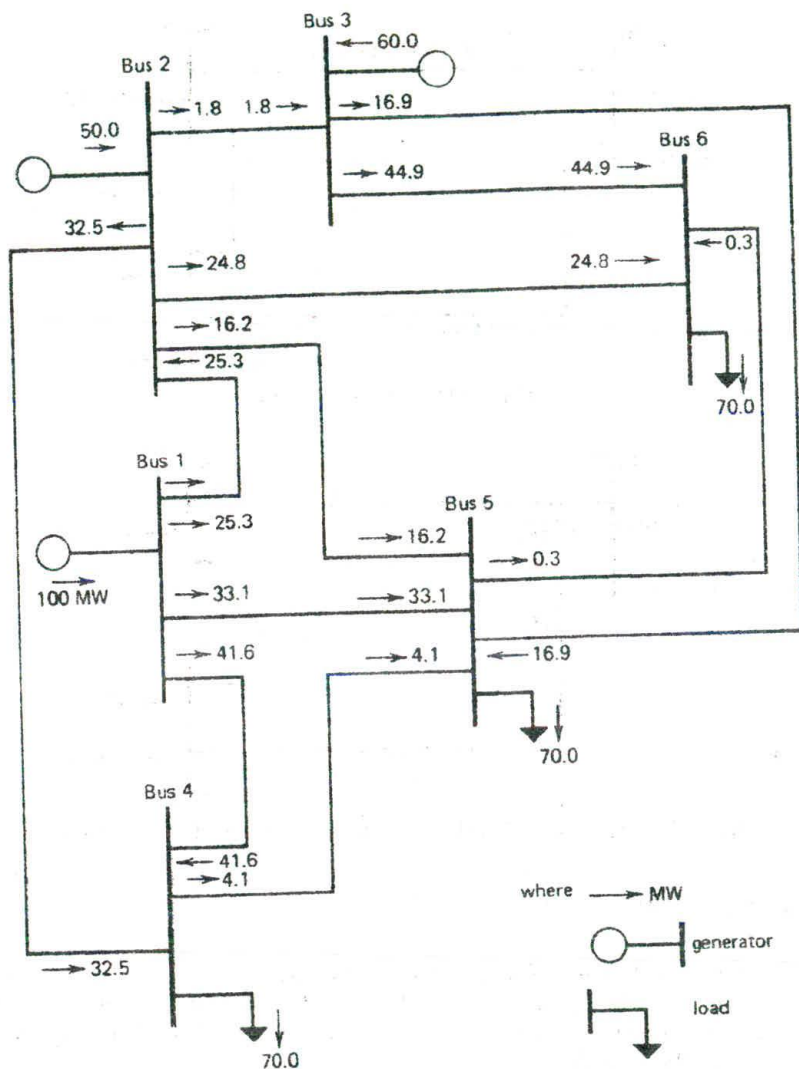 Bus 3
60.0
Bus 2
1.8
1.8
16.9
50.0
Bus 6
44.9
44.9
32.5
0.3
24.8
24.8
16.2
25.3
70.0
Bus 1
Bus 5
25.3
16.2
0.3
100 MW
33.1
33.1
41.6
4.1
16.9
70.0
Bus 4
41.6
4.1
where MW
generator
32.5
load
70.0